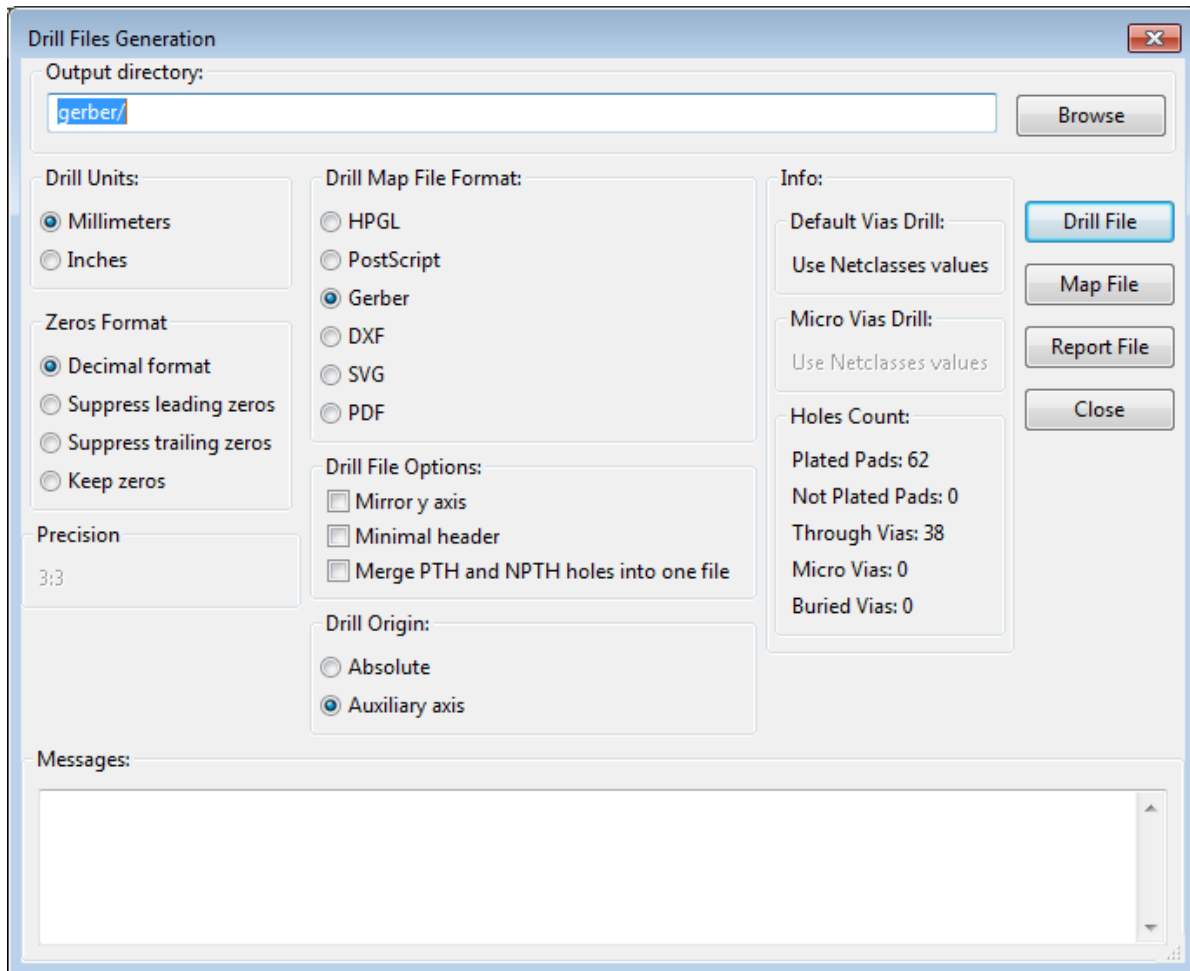 Drill Files Generation
Output directory:
gerber/
Browse
Drill Units:
Millimeters
Inches
Zeros Format
Decimal format
Suppress leading zeros
Suppress trailing zeros
Keep zeros
Precision
3:3
Drill Map File Format:
HPGL
PostScript
Gerber
DXF
SVG
PDF
Drill File Options:
Mirror y axis
Minimal header
Merge PTH and NPTH holes into one file
Drill Origin:
Absolute
Auxiliary axis
Info:
Default Vias Drill:
Use Netclasses values
Micro Vias Drill:
Use Netclasses values
Holes Count:
Plated Pads: 62
Not Plated Pads: 0
Through Vias: 38
Micro Vias: 0
Buried Vias: 0
Drill File
Map File
Report File
Close
Messages: